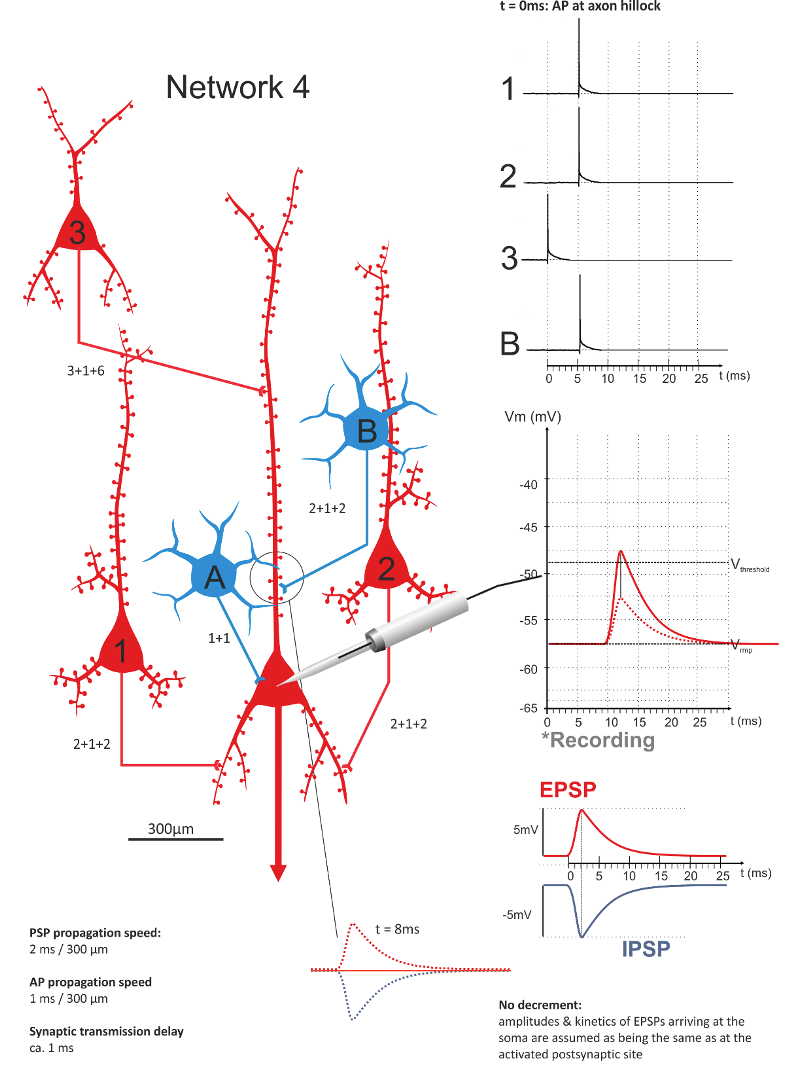 t = 0ms: AP at axon hillock
Network 4
1
2
3
B
0 5 10 15 20 25 t (ms)
3
3+1+6
B
2+1+2
A
2
1+1
1
2+1+2
2+1+2
300µm
Vm (mV)
-40
-45
-50
-55
-60
-65
Vthreshold
Vrmp
0 5 10 15 20 25 t (ms)
*Recording
EPSP
5mV
0 5 10 15 20 25 t (ms)
-5mV
IPSP
t = 8ms
PSP propagation speed:
2 ms / 300 µm
AP propagation speed
1 ms / 300 µm
Synaptic transmission delay
ca. 1 ms
No decrement:
amplitudes & kinetics of EPSPs arriving at the
soma are assumed as being the same as at the
activated postsynaptic site